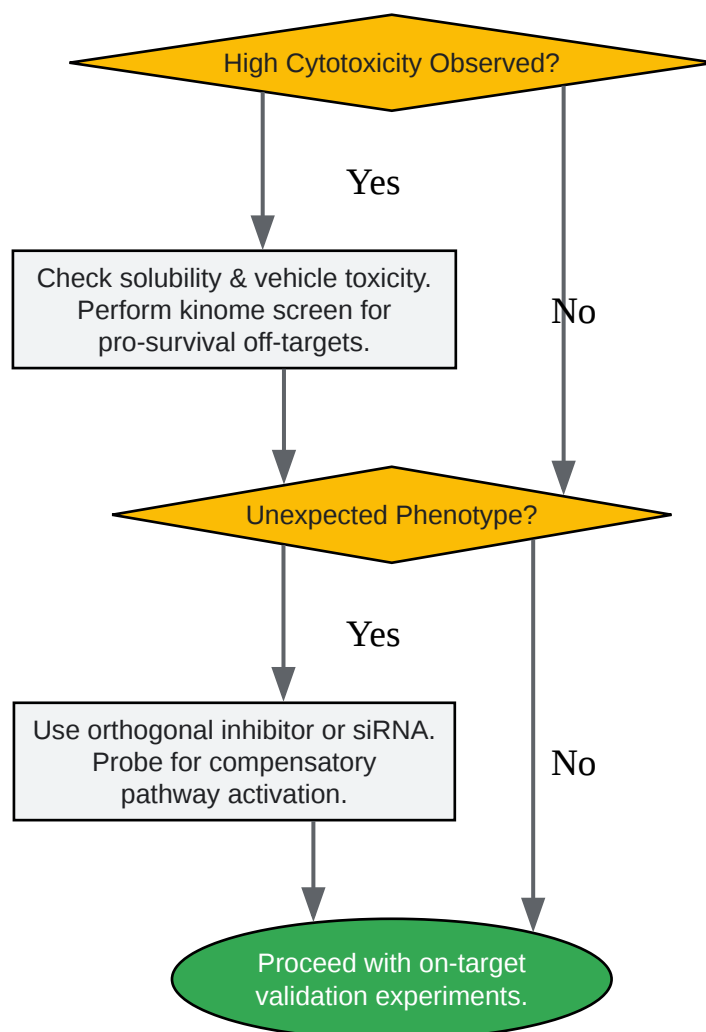 High Cytotoxicity Observed?
Yes
Check solubility & vehicle toxicity.
Perform kinome screen for
pro-survival off-targets.
No
Unexpected Phenotype?
Yes
Use orthogonal inhibitor or siRNA.
Probe for compensatory
pathway activation.
No
Proceed with on-target
validation experiments.